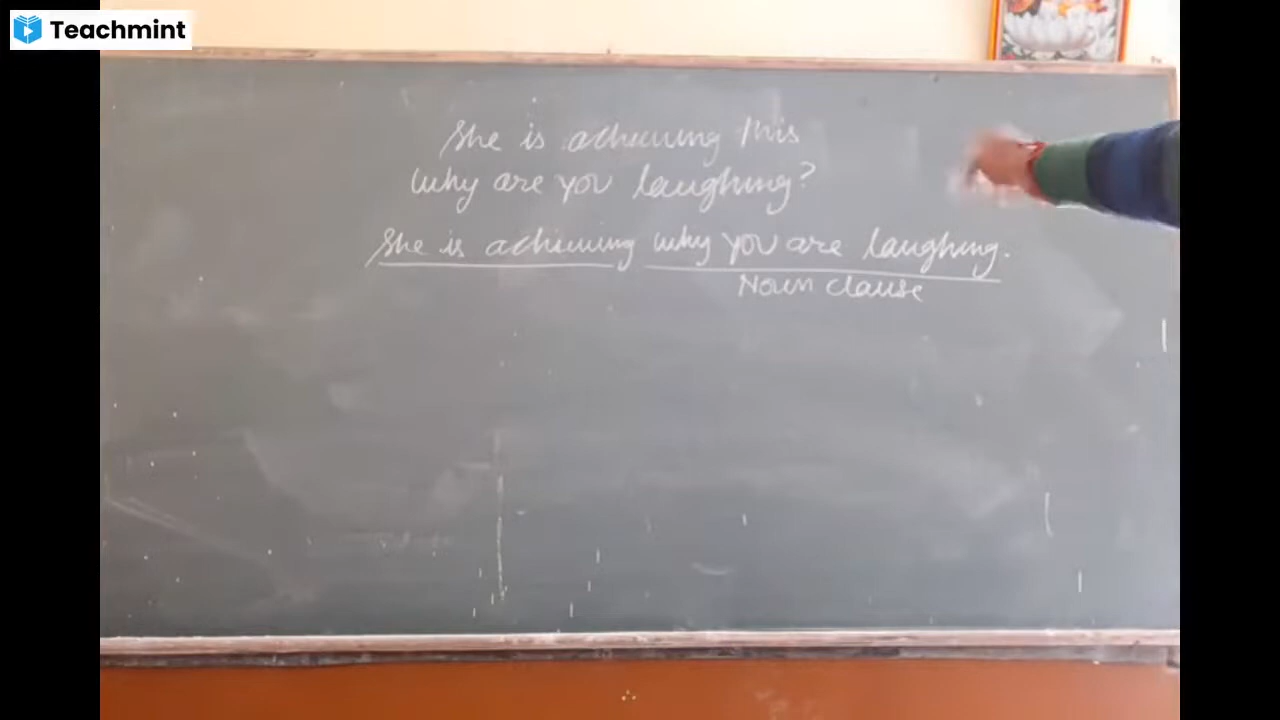 Teachmint
She is achieving this
Why are you laughing?
She is achieving why you are laughing.
Noun clause